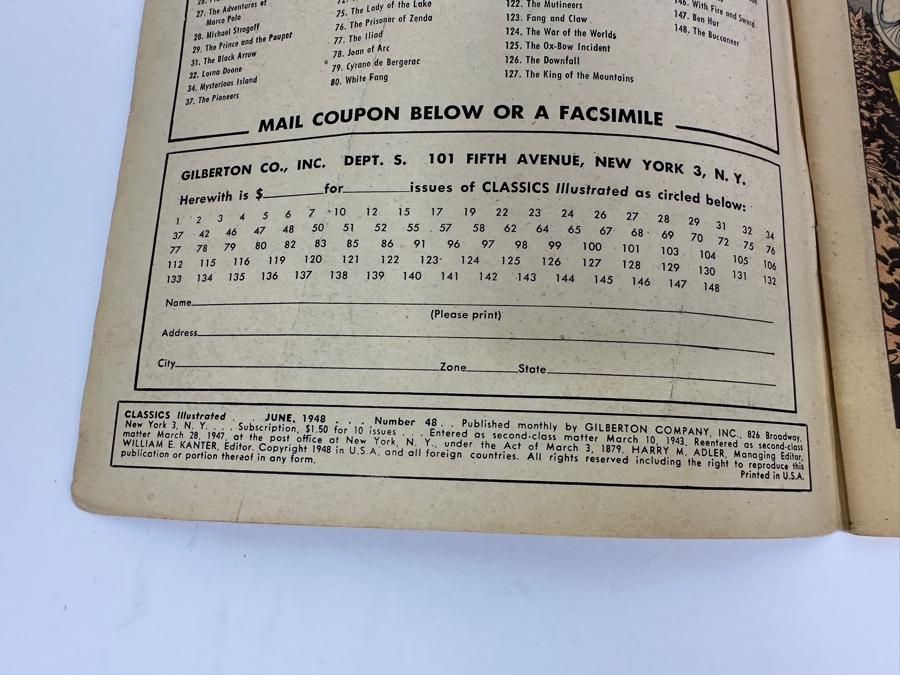 27. The Adventures of
Marco Polo
28. Michael Strogoff
29. The Prince and the Pauper
31. The Black Arrow
32. Lorna Doone
34. Mysterious Island
37. The Pioneers
75. The Lady of the Lake
76. The Prisoner of Zenda
77. The Iliad
78. Joan of Arc
79. Cyrano de Bergerac
80. White Fang
122. The Mutineers
123. Fang and Claw
124. The War of the Worlds
125. The Ox-Bow Incident
126. The Downfall
127. The King of the Mountains
146. With Fire and Sword
147. Ben Hur
148. The Buccaneer
MAIL COUPON BELOW OR A FACSIMILE
GILBERTON CO., INC. DEPT. S. 101 FIFTH AVENUE, NEW YORK 3, N. Y.
Herewith is $ for issues of CLASSICS Illustrated as circled below:
1 2 3 4 5 6 7 10 12 15 17 19 22 23 24 26 27 28 29 31 32 34
37 42 46 47 48 50 51 52 55 57 58 62 64 65 67 68 69 70 72 75 76
77 78 79 80 82 83 85 86 91 96 97 98 99 100 101 103 104 105 106
112 115 116 119 120 121 122 123 124 125 126 127 128 129 130 131 132
133 134 135 136 137 138 139 140 141 142 143 144 145 146 147 148
Name
(Please print)
Address
City Zone State
CLASSICS Illustrated . . . JUNE, 1948 . . . . Number 48 . . Published monthly by GILBERTON COMPANY, INC., 826 Broadway,
New York 3, N. Y. . . . Subscription, $1.50 for 10 issues . . . Entered as second-class matter March 10, 1943. Reentered as second-class
matter March 28, 1947, at the post office at New York, N. Y., under the Act of March 3, 1879. HARRY M. ADLER, Managing Editor,
WILLIAM E. KANTER, Editor. Copyright 1948 in U.S.A. and all foreign countries. All rights reserved including the right to reproduce this
publication or portion thereof in any form.
Printed in U.S.A.